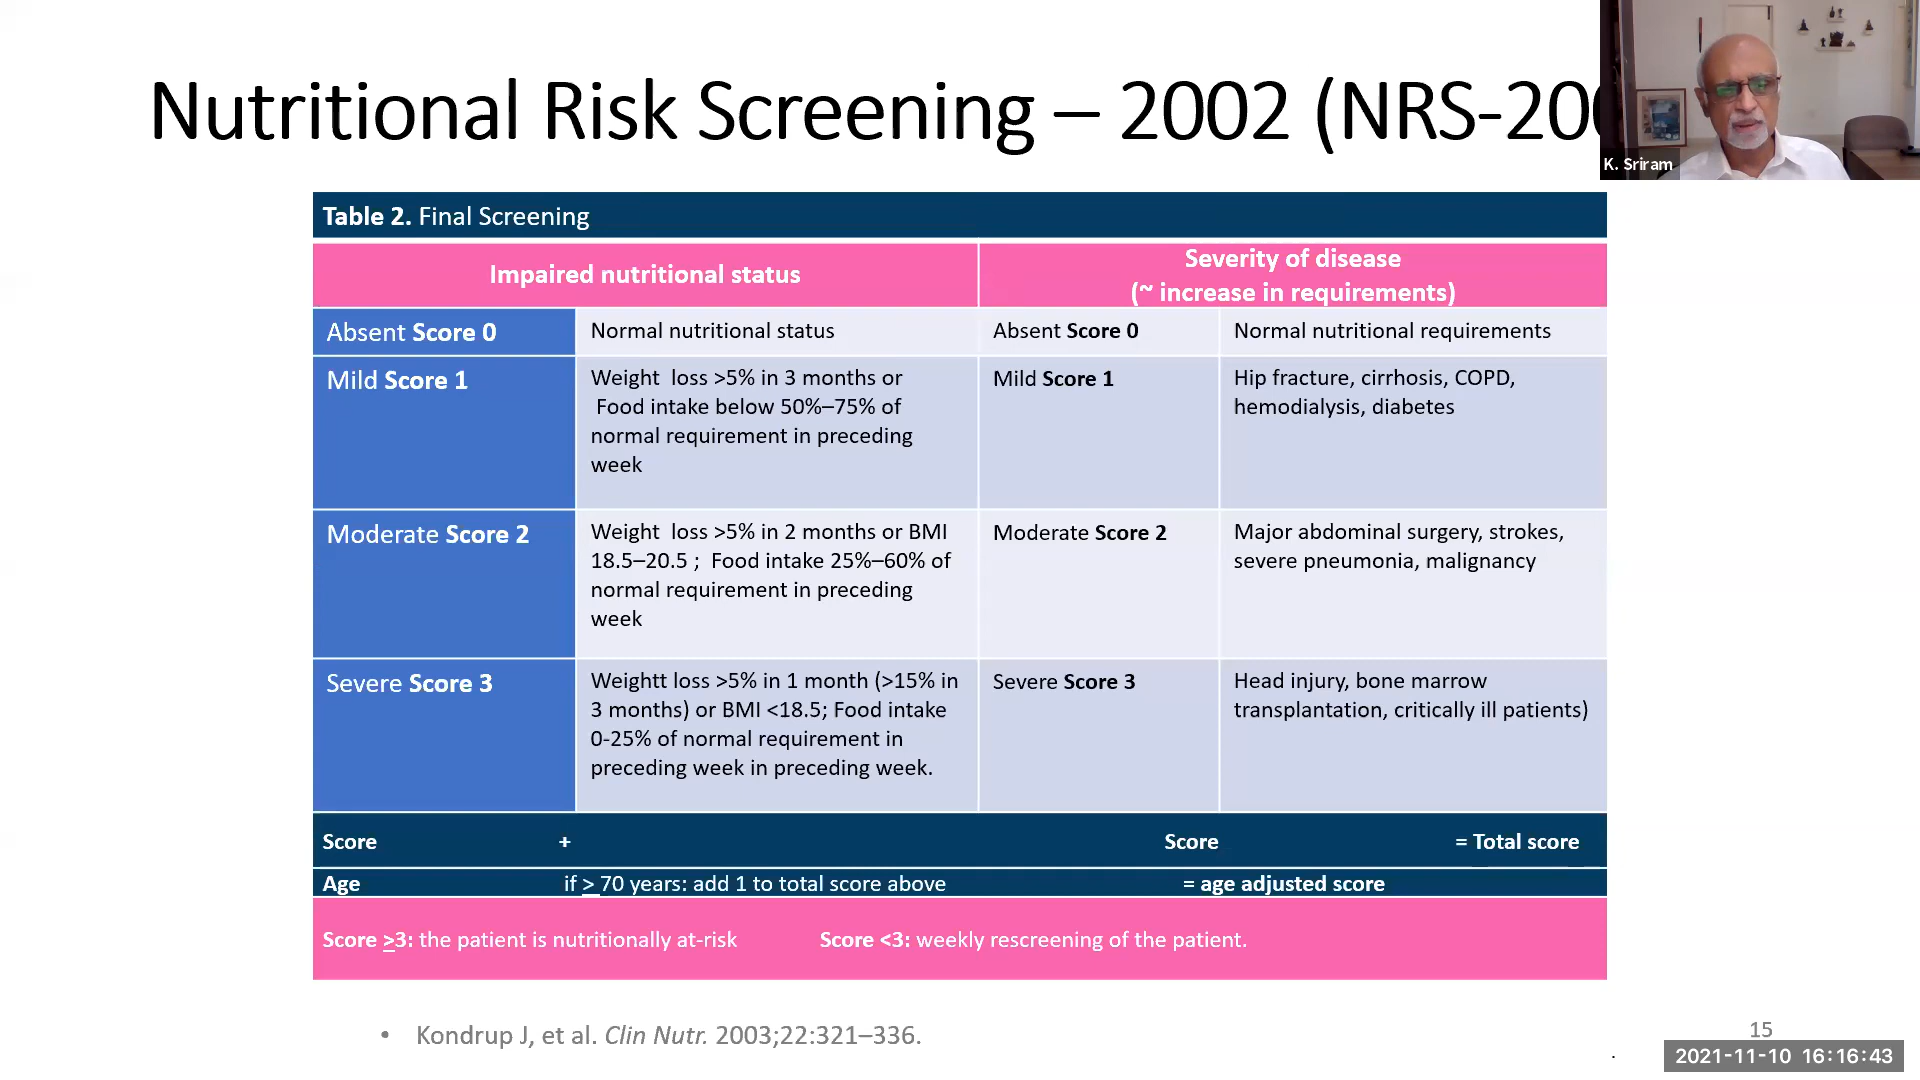 Nutritional Risk Screening – 2002 (NRS-200
K. Sriram
Table 2. Final Screening
Impaired nutritional status
Severity of disease
(~ increase in requirements)
Absent Score 0
Normal nutritional status
Absent Score 0
Normal nutritional requirements
Mild Score 1
Weight loss >5% in 3 months or
Food intake below 50%–75% of
normal requirement in preceding
week
Mild Score 1
Hip fracture, cirrhosis, COPD,
hemodialysis, diabetes
Moderate Score 2
Weight loss >5% in 2 months or BMI
18.5–20.5 ; Food intake 25%–60% of
normal requirement in preceding
week
Moderate Score 2
Major abdominal surgery, strokes,
severe pneumonia, malignancy
Severe Score 3
Weightt loss >5% in 1 month (>15% in
3 months) or BMI <18.5; Food intake
0-25% of normal requirement in
preceding week in preceding week.
Severe Score 3
Head injury, bone marrow
transplantation, critically ill patients)
Score + Score = Total score
Age if ≥ 70 years: add 1 to total score above = age adjusted score
Score ≥3: the patient is nutritionally at-risk Score <3: weekly rescreening of the patient.
• Kondrup J, et al. Clin Nutr. 2003;22:321–336.
15
2021-11-10 16:16:43